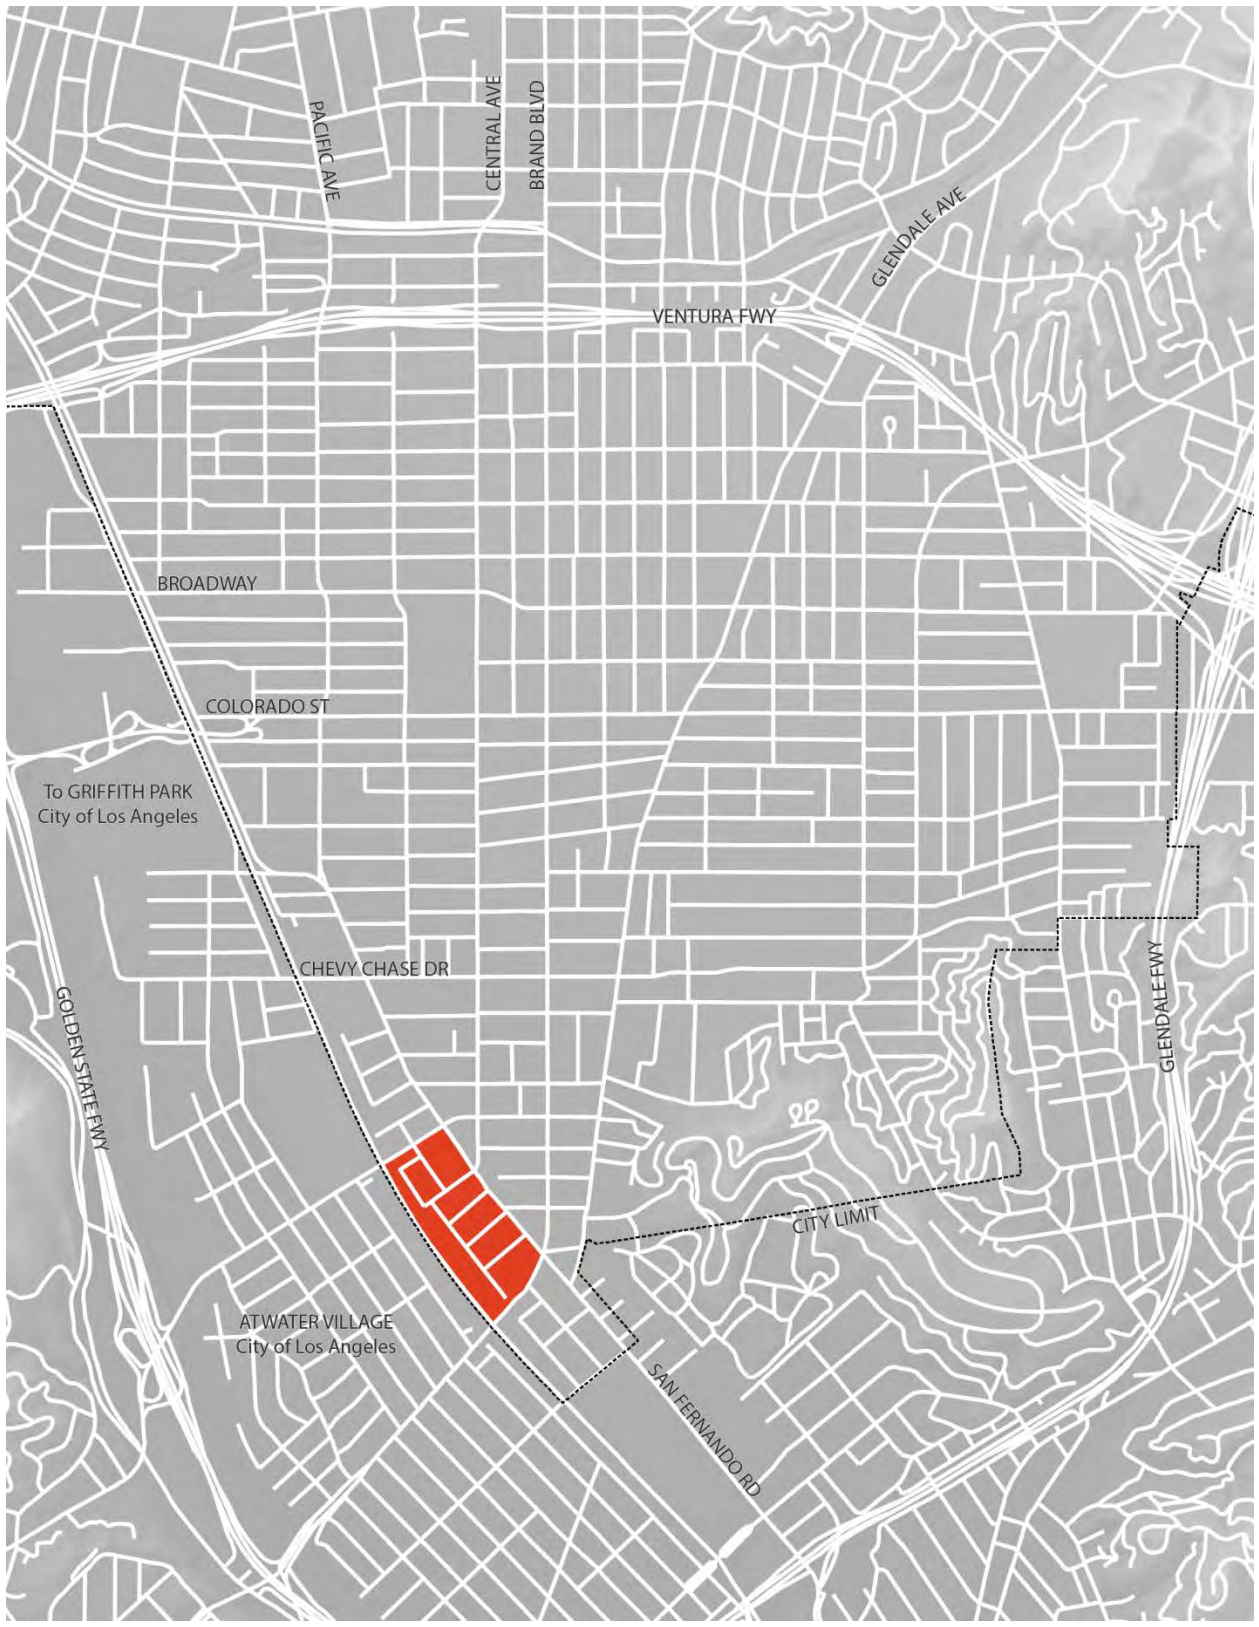 PACIFIC AVE
CENTRAL AVE
BRAND BLVD
GLENDALE AVE
VENTURA FWY
BROADWAY
COLORADO ST
To GRIFFITH PARK
City of Los Angeles
CHEVY CHASE DR
GOLDEN STATE FWY
GLENDALE FWY
CITY LIMIT
ATWATER VILLAGE
City of Los Angeles
SAN FERNANDO RD